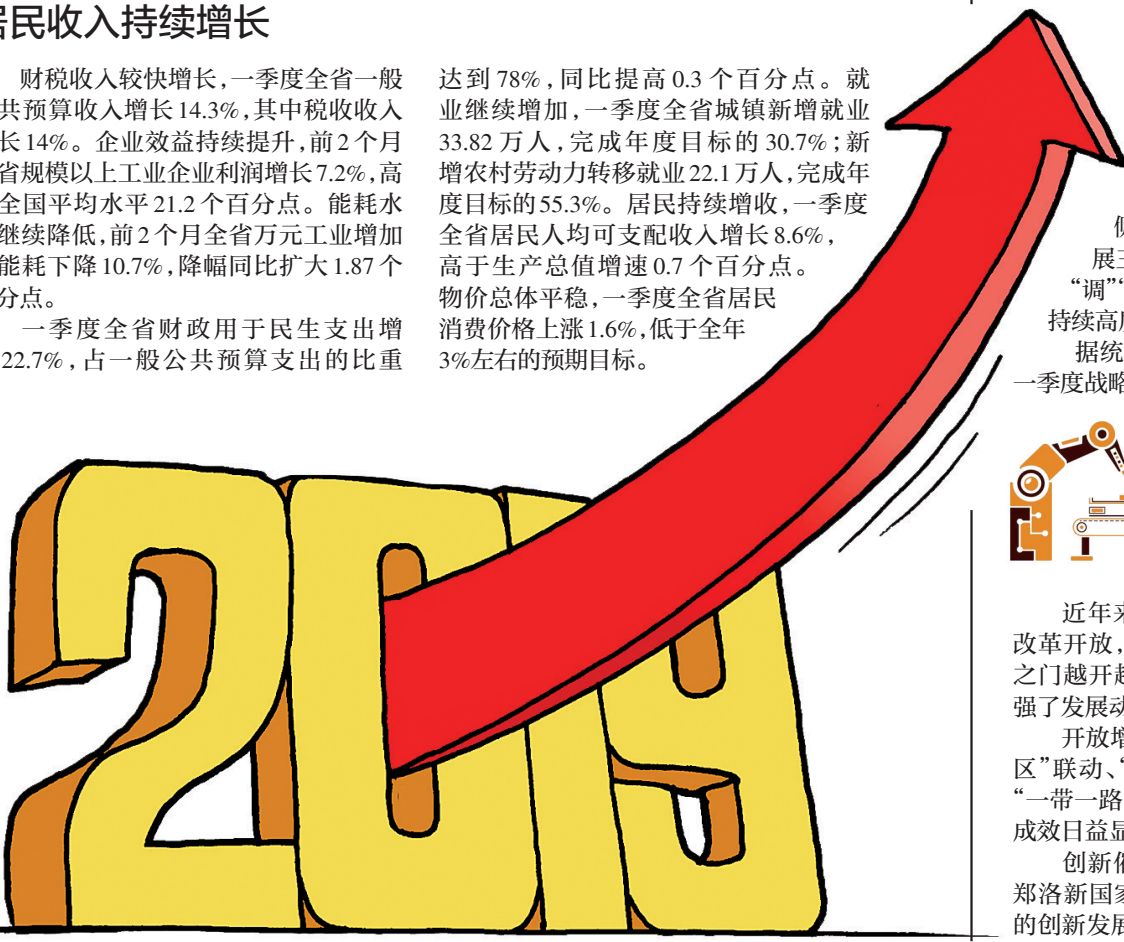 居民收入持续增长
财税收入较快增长，一季度全省一般
共预算收入增长14.3%，其中税收收入
长14%。企业效益持续提升，前2个月
省规模以上工业企业利润增长7.2%，高
全国平均水平21.2个百分点。能耗水
继续降低，前2个月全省万元工业增加
能耗下降10.7%，降幅同比扩大1.87个
分点。
一季度全省财政用于民生支出增
22.7%，占一般公共预算支出的比重
达到78%，同比提高0.3个百分点。就
业继续增加，一季度全省城镇新增就业
33.82万人，完成年度目标的30.7%；新
增农村劳动力转移就业22.1万人，完成年
度目标的55.3%。居民持续增收，一季度
全省居民人均可支配收入增长8.6%，
高于生产总值增速0.7个百分点。
物价总体平稳，一季度全省居民
消费价格上涨1.6%，低于全年
3%左右的预期目标。
2019
展
“调”“
持续高
据统
一季度战略
近年来
改革开放，
之门越开越
强了发展动
开放增
区”联动、“
“一带一路
成效日益显
创新
郑洛新国家
的创新发展